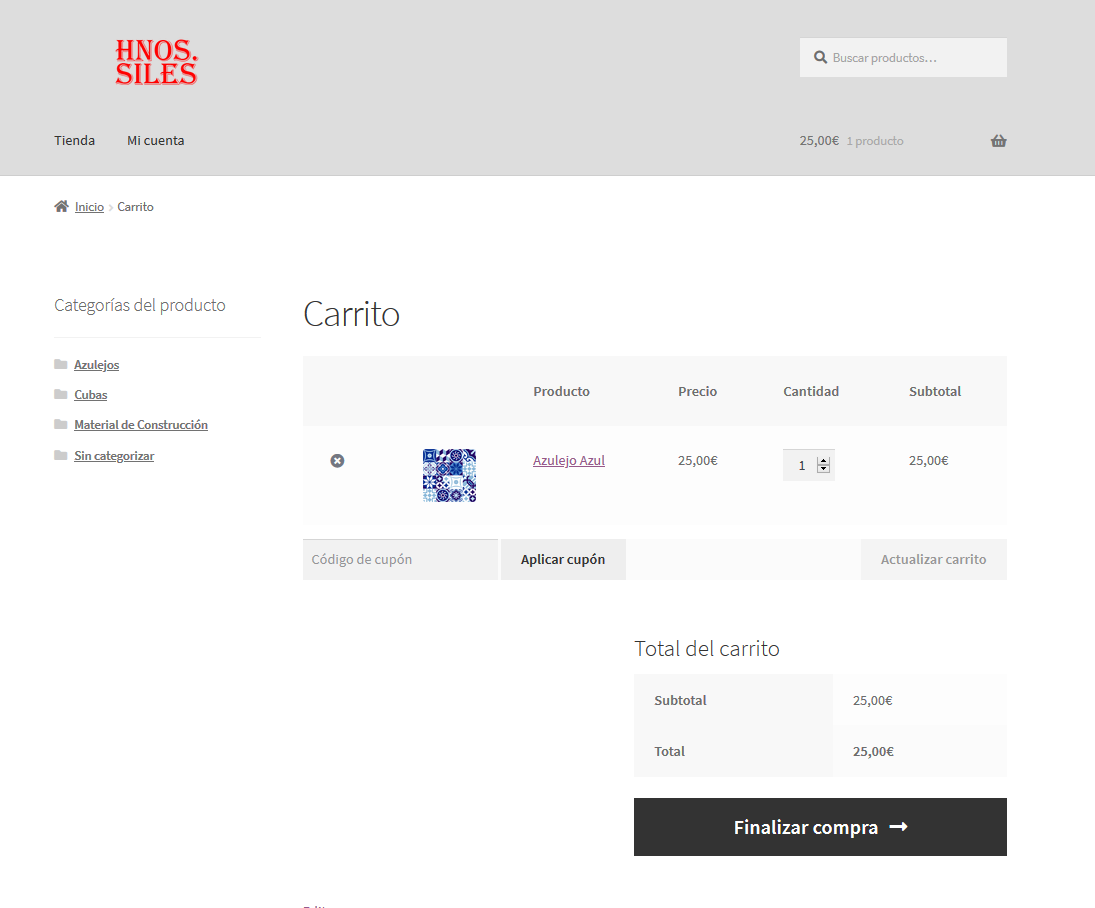 HNOS.
SILES
Buscar productos…
Tienda Mi cuenta 25,00€ 1 producto
Inicio › Carrito
Categorías del producto
Azulejos
Cubas
Material de Construcción
Sin categorizar
Carrito
Producto Precio Cantidad Subtotal
Azulejo Azul 25,00€ 1 25,00€
Código de cupón Aplicar cupón Actualizar carrito
Total del carrito
Subtotal 25,00€
Total 25,00€
Finalizar compra →